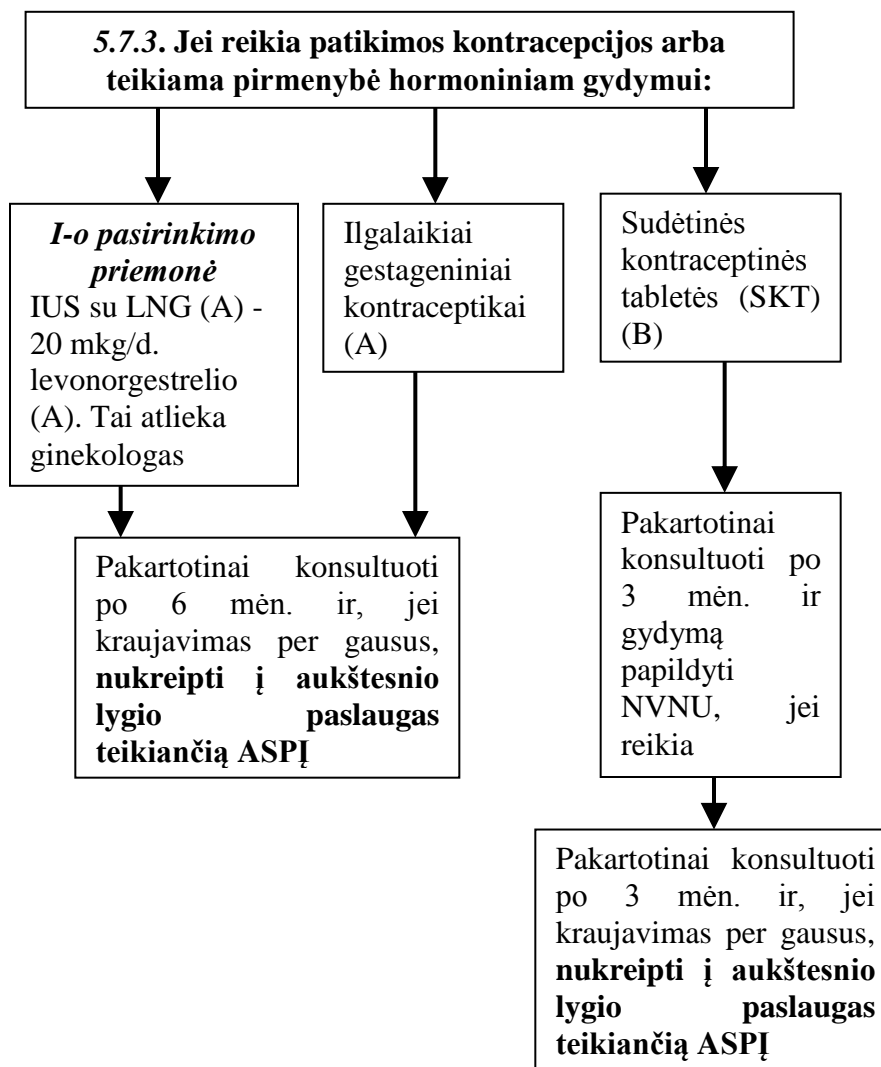 5.7.3. Jei reikia patikimos kontracepcijos arba
teikiama pirmenybė hormoniniam gydymui:
I-o pasirinkimo
priemonė
IUS su LNG (A) -
20 mkg/d.
levonorgestrelio
(A). Tai atlieka
ginekologas
Ilgalaikiai
gestageniniai
kontraceptikai
(A)
Sudėtinės
kontraceptinės
tabletės (SKT)
(B)
Pakartotinai konsultuoti
po 6 mėn. ir, jei
kraujavimas per gausus,
nukreipti į aukštesnio
lygio paslaugas
teikiančią ASPĮ
Pakartotinai
konsultuoti po
3 mėn. ir
gydymą
papildyti
NVNU, jei
reikia
Pakartotinai konsultuoti
po 3 mėn. ir, jei
kraujavimas per gausus,
nukreipti į aukštesnio
lygio paslaugas
teikiančią ASPĮ